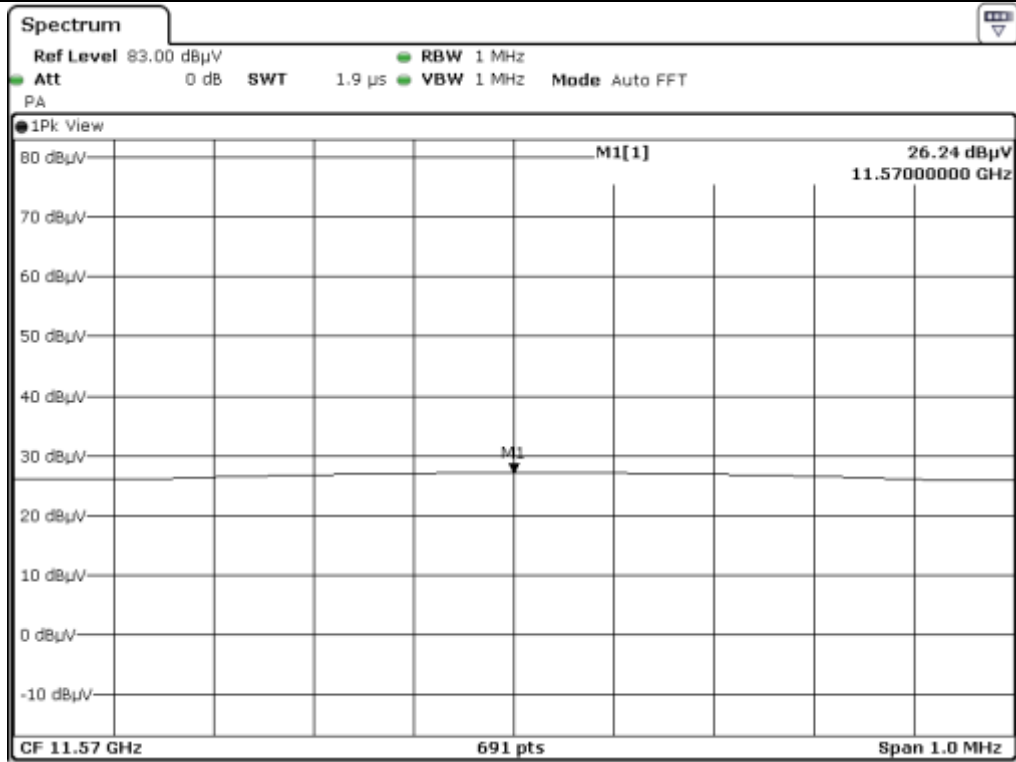 Spectrum
Ref Level 83.00 dBµV RBW 1 MHz
Att 0 dB SWT 1.9 µs VBW 1 MHz Mode Auto FFT
PA
1Pk View
M1[1] 26.24 dBµV
11.57000000 GHz
80 dBµV
70 dBµV
60 dBµV
50 dBµV
40 dBµV
30 dBµV
M1
20 dBµV
10 dBµV
0 dBµV
-10 dBµV
CF 11.57 GHz 691 pts Span 1.0 MHz